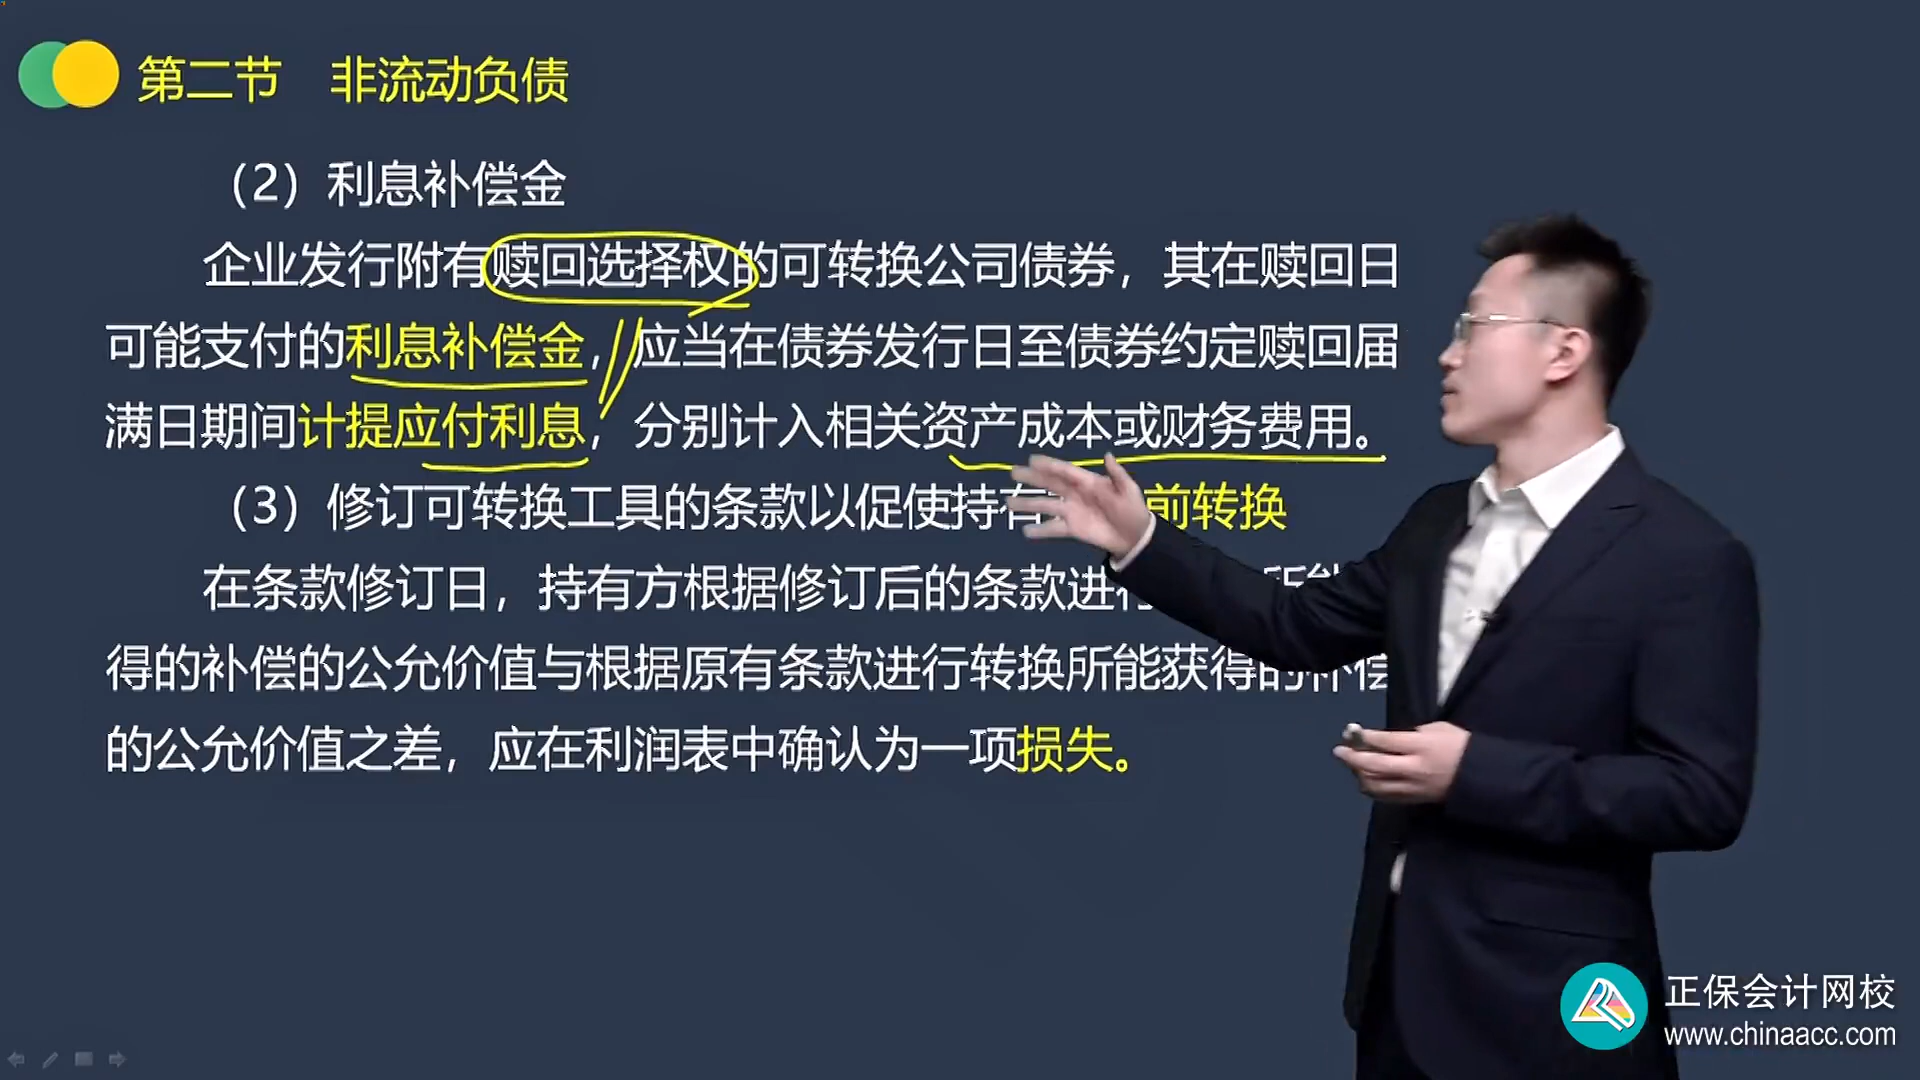 第二节 非流动负债
（2）利息补偿金
企业发行附有赎回选择权的可转换公司债券，其在赎回日
可能支付的利息补偿金，应当在债券发行日至债券约定赎回届
满日期间计提应付利息，分别计入相关资产成本或财务费用。
（3）修订可转换工具的条款以促使持有 前转换
在条款修订日，持有方根据修订后的条款进行 所能
得的补偿的公允价值与根据原有条款进行转换所能获得的补偿
的公允价值之差，应在利润表中确认为一项损失。
正保会计网校
www.chinaacc.com